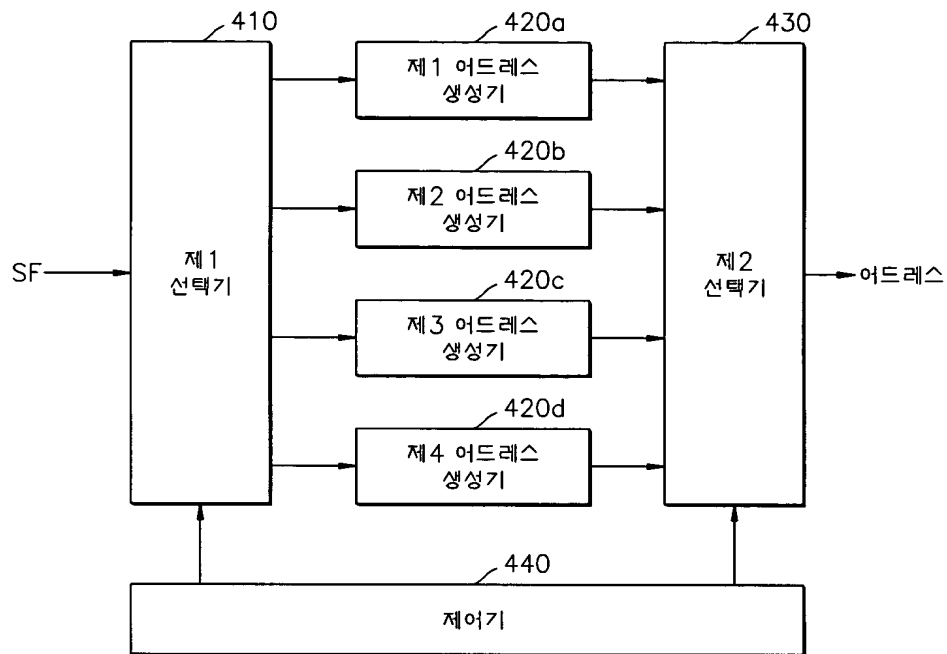 410
420a
430
제1 어드레스
생성기
420b
제2 어드레스
생성기
SF
제1
선택기
420c
제2
선택기
어드레스
제3 어드레스
생성기
420d
제4 어드레스
생성기
440
제어기